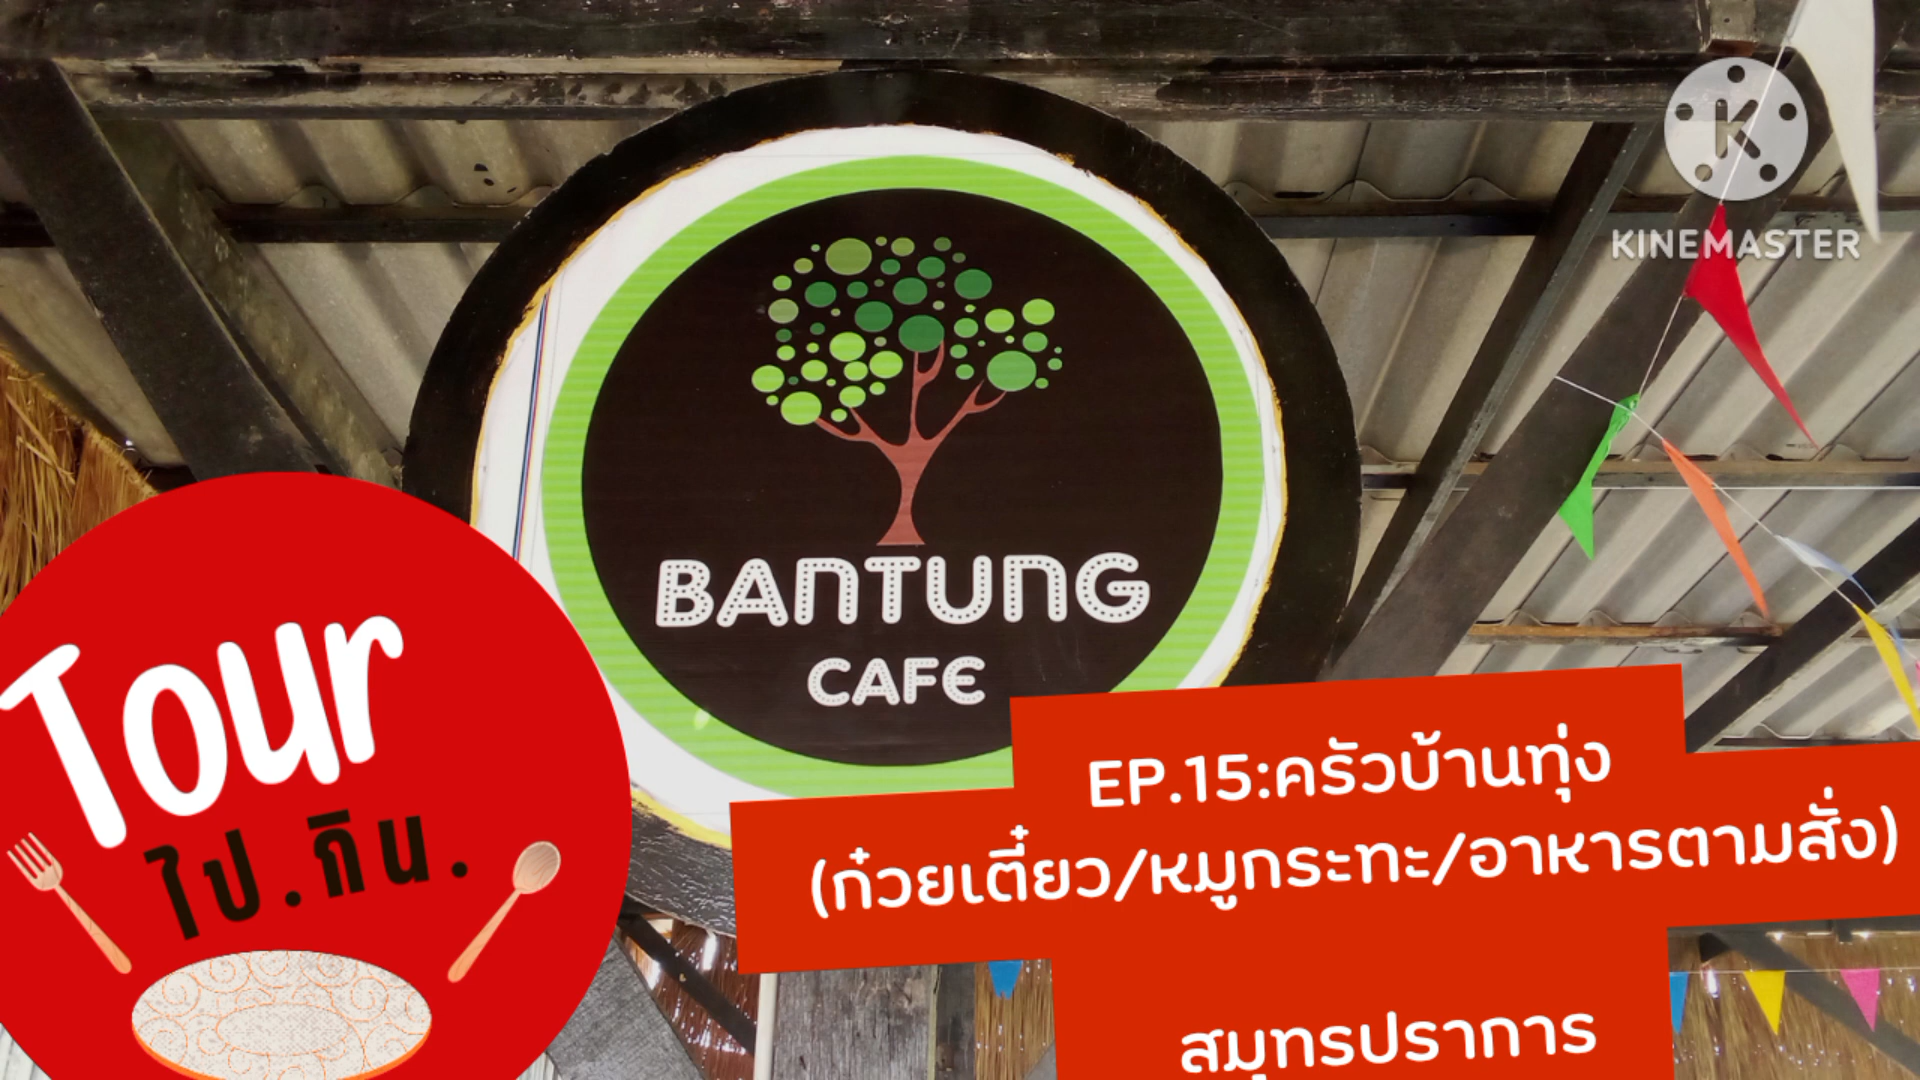 K
KINEMASTER
BANTUNG
CAFE
Tour
ไป.กิน.
EP.15:ครัวบ้านทุ่ง
(ก๋วยเตี๋ยว/หมูกระทะ/อาหารตามสั่ง)
สมุทรปราการ